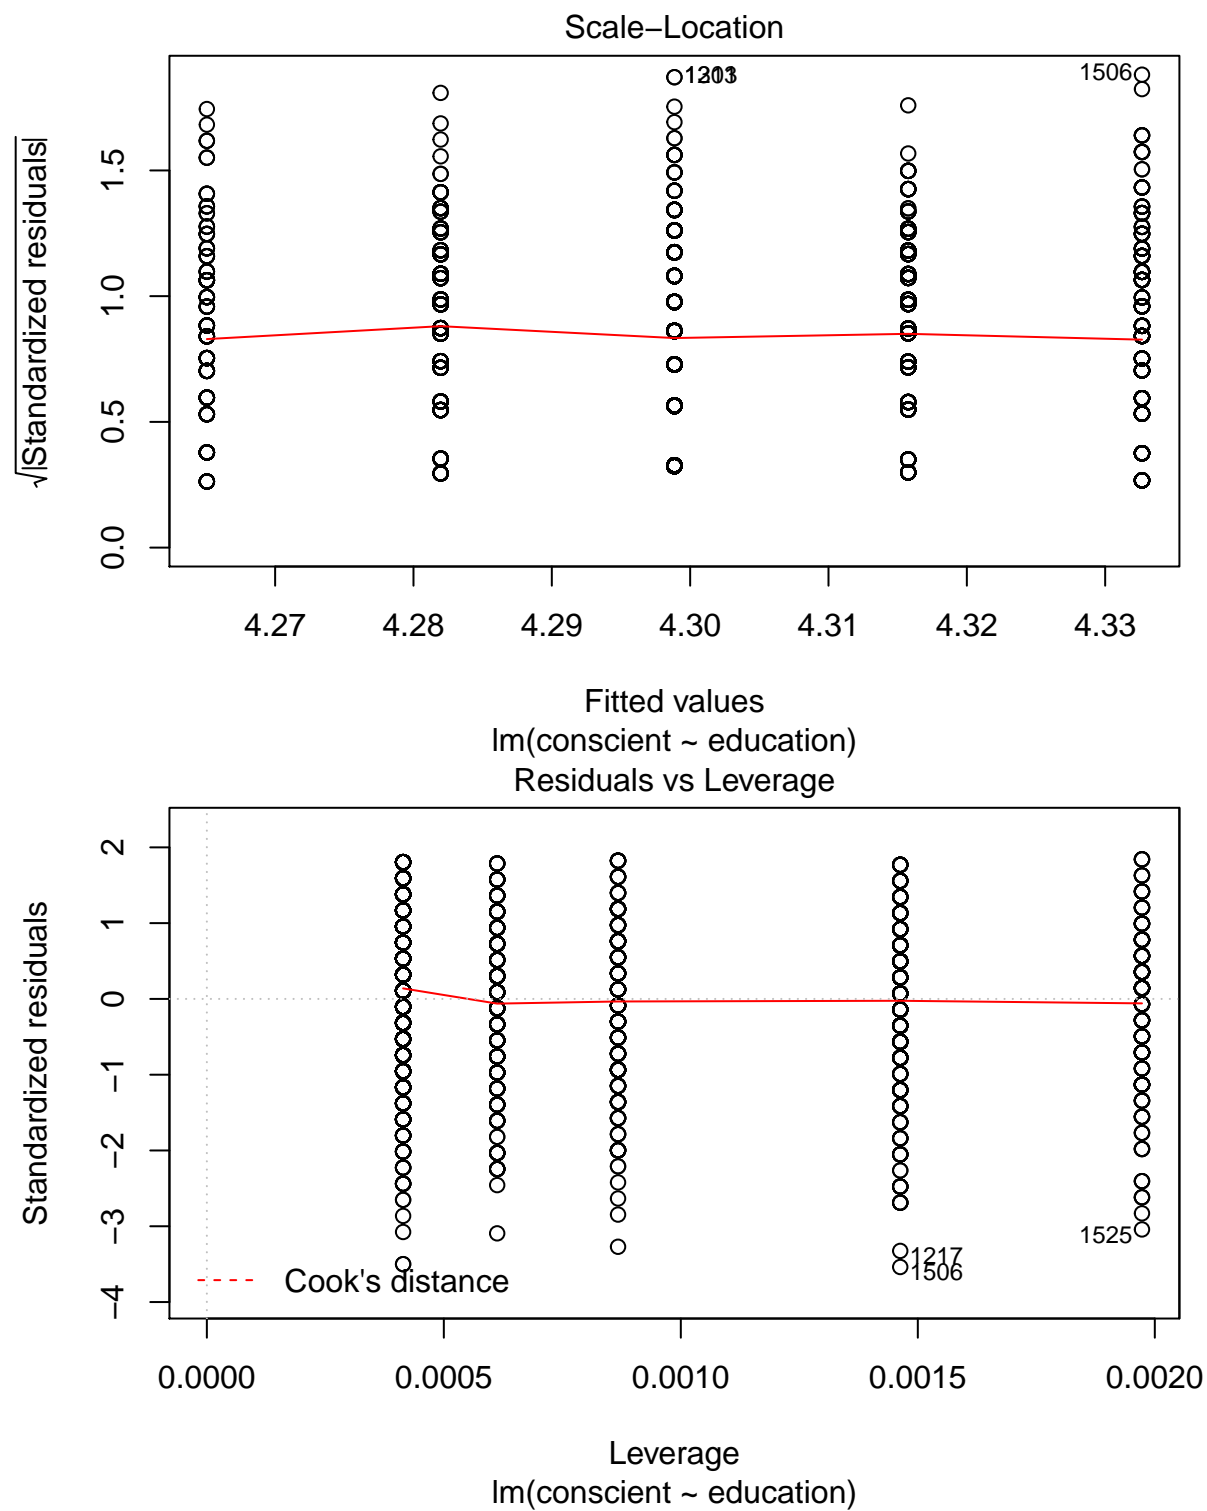 Scale−Location
1203
1506
√|Standardized residuals|
1.5
1.0
0.5
0.0
4.27 4.28 4.29 4.30 4.31 4.32 4.33
Fitted values
lm(conscient ~ education)
Residuals vs Leverage
Standardized residuals
2
1
0
−1
−2
−3
−4
1525
1217
1506
Cook's distance
0.0000 0.0005 0.0010 0.0015 0.0020
Leverage
lm(conscient ~ education)